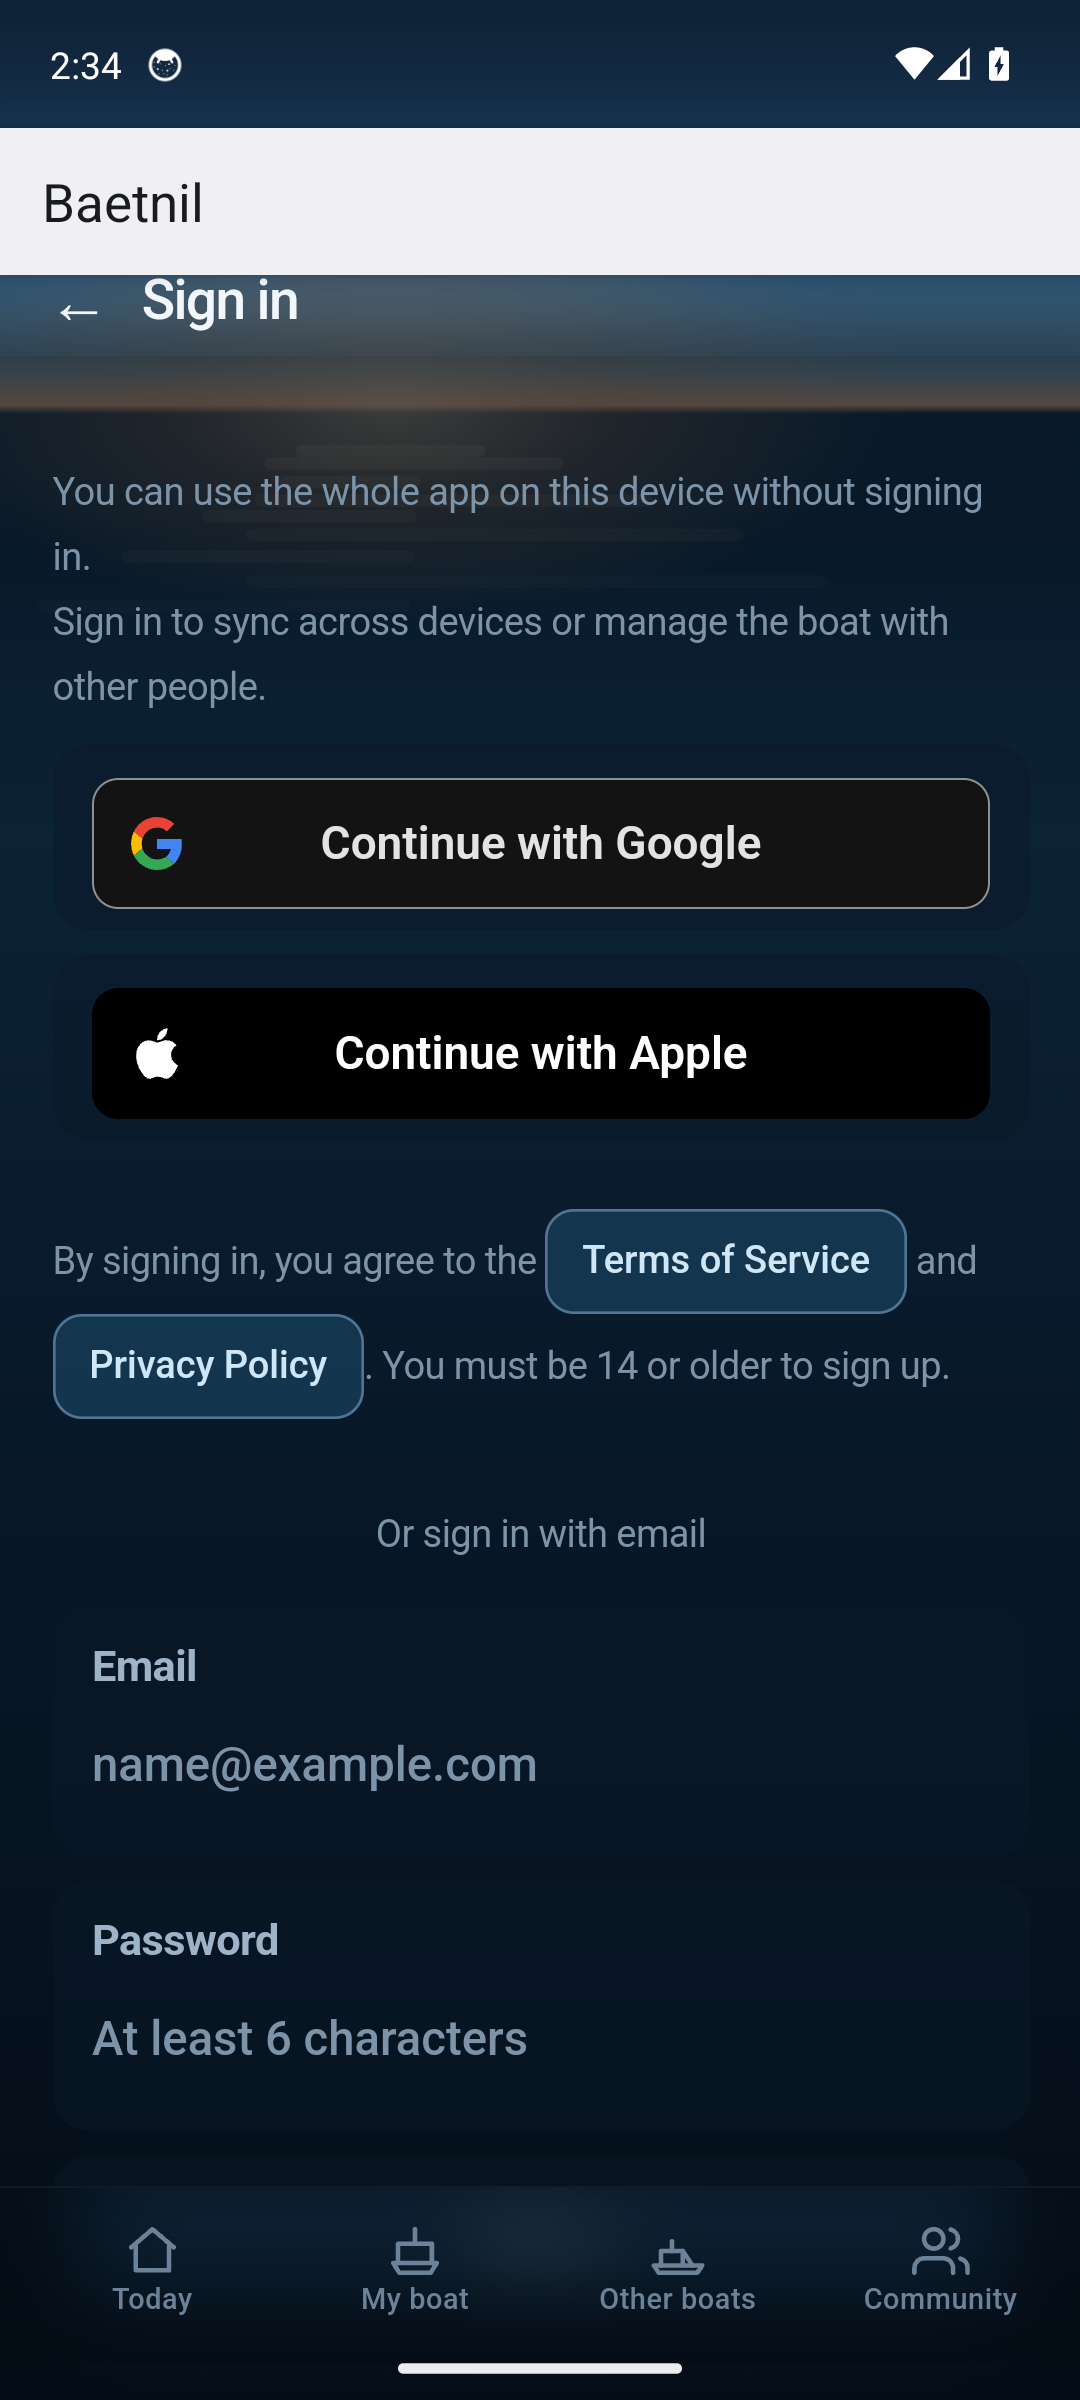 2:34
Baetnil
← Sign in
You can use the whole app on this device without signing
in.
Sign in to sync across devices or manage the boat with
other people.
Continue with Google
Continue with Apple
By signing in, you agree to the Terms of Service and
Privacy Policy. You must be 14 or older to sign up.
Or sign in with email
Email
name@example.com
Password
At least 6 characters
Today My boat Other boats Community